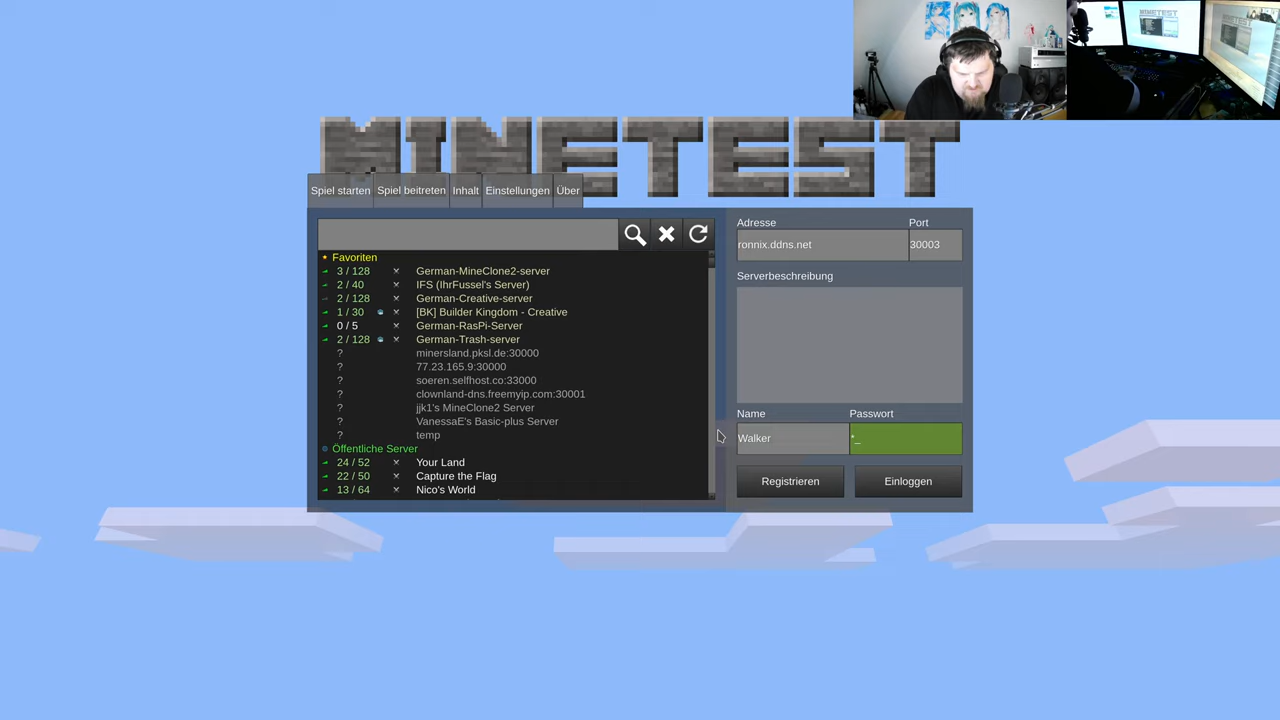 MINETEST
Spiel starten Spiel beitreten Inhalt Einstellungen Über
Adresse Port
ronnix.ddns.net 30003
Serverbeschreibung
Favoriten
3 / 128 German-MineClone2-server
2 / 40 IFS (IhrFussel's Server)
2 / 128 German-Creative-server
1 / 30 [BK] Builder Kingdom - Creative
0 / 5 German-RasPi-Server
2 / 128 German-Trash-server
? minersland.pksl.de:30000
? 77.23.165.9:30000
? soeren.selfhost.co:33000
? clownland-dns.freemyip.com:30001
? jjk1's MineClone2 Server
? VanessaE's Basic-plus Server
? temp
Öffentliche Server
24 / 52 Your Land
22 / 50 Capture the Flag
13 / 64 Nico's World
Name Passwort
Walker *_
Registrieren Einloggen